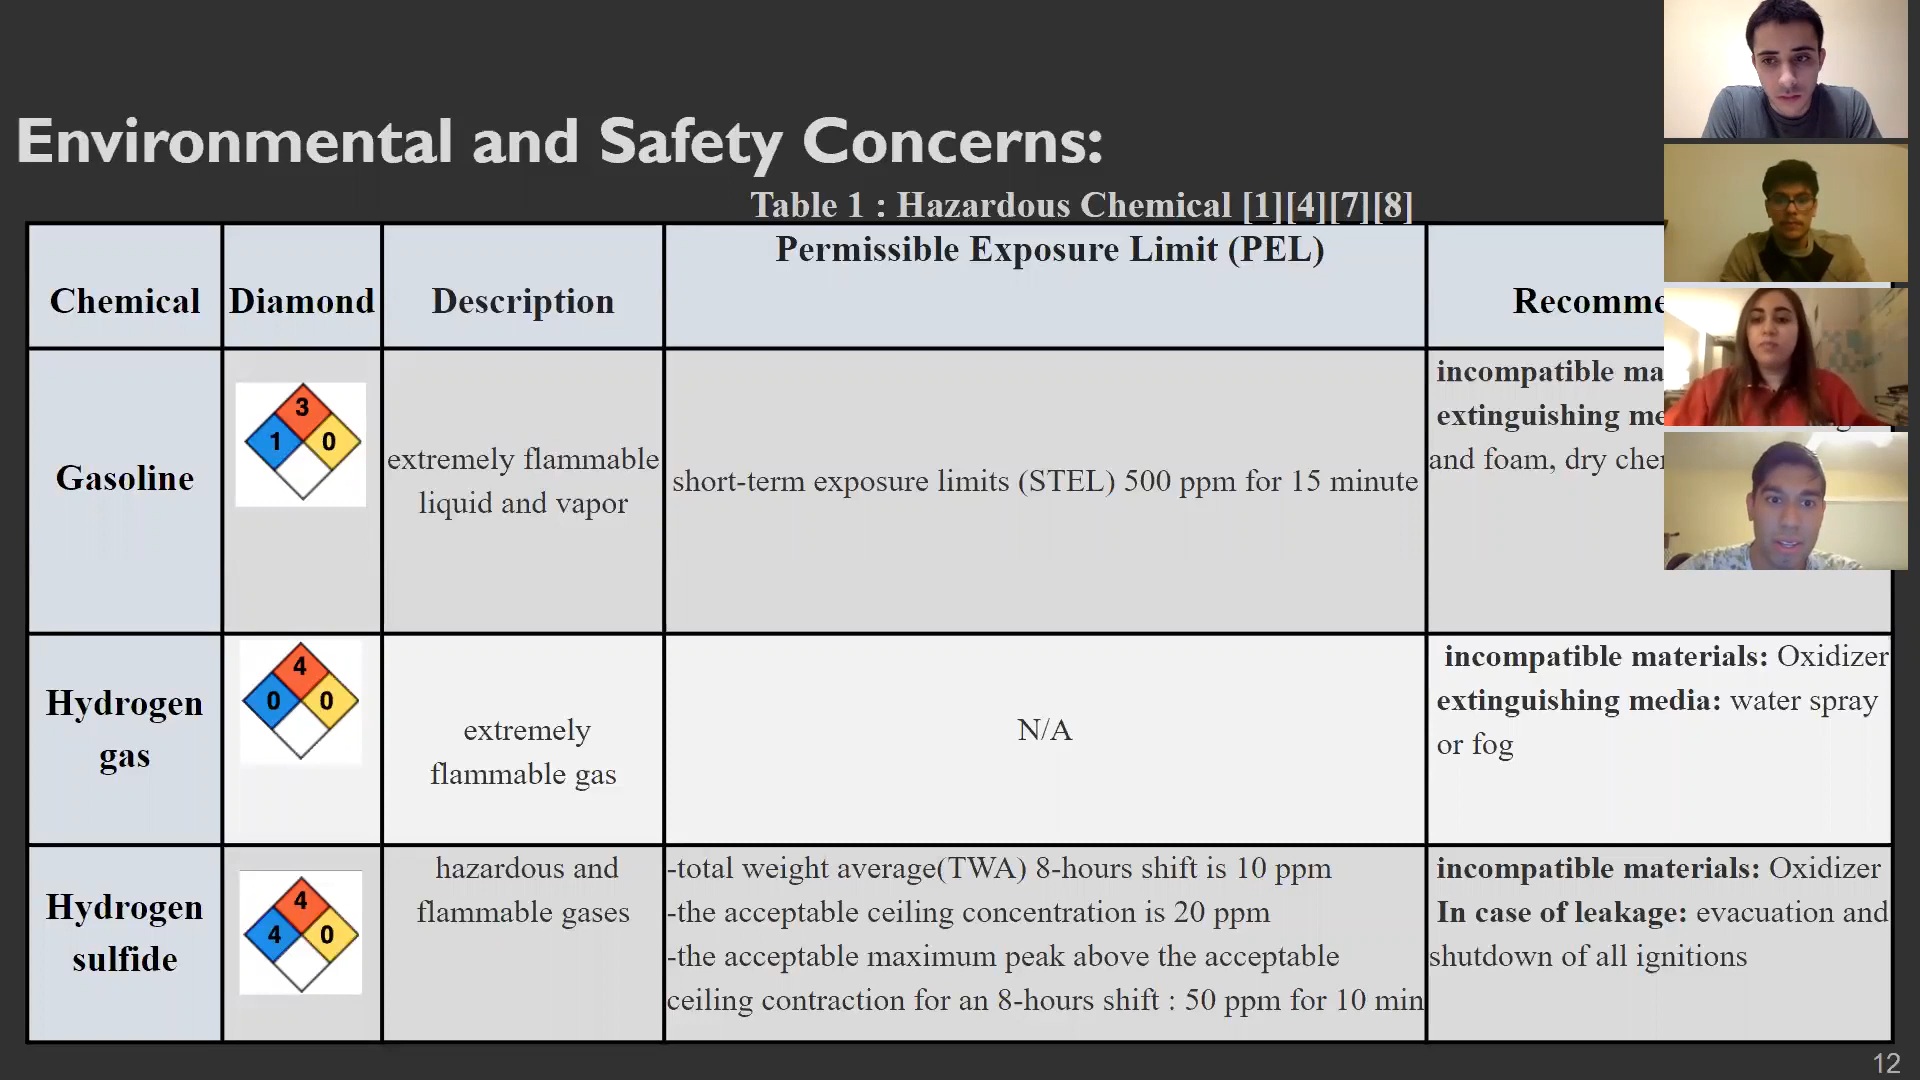 Environmental and Safety Concerns:
Table 1 : Hazardous Chemical [1][4][7][8]
Chemical
Diamond
Description
Permissible Exposure Limit (PEL)
Gasoline
3
1 0
extremely flammable
liquid and vapor
short-term exposure limits (STEL) 500 ppm for 15 minute
incompatible
extinguishing
and foam, dry
Hydrogen
gas
4
0 0
extremely
flammable gas
N/A
incompatible materials: Oxidizer
extinguishing media: water spray
or fog
Hydrogen
sulfide
4
4 0
hazardous and
flammable gases
-total weight average(TWA) 8-hours shift is 10 ppm
-the acceptable ceiling concentration is 20 ppm
-the acceptable maximum peak above the acceptable
ceiling contraction for an 8-hours shift : 50 ppm for 10 min
incompatible materials: Oxidizer
In case of leakage: evacuation and
shutdown of all ignitions
12